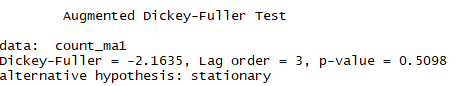 Augmented Dickey-Fuller Test
data:  count_ma1
Dickey-Fuller = -2.1635, Lag order = 3, p-value = 0.5098
alternative hypothesis: stationary